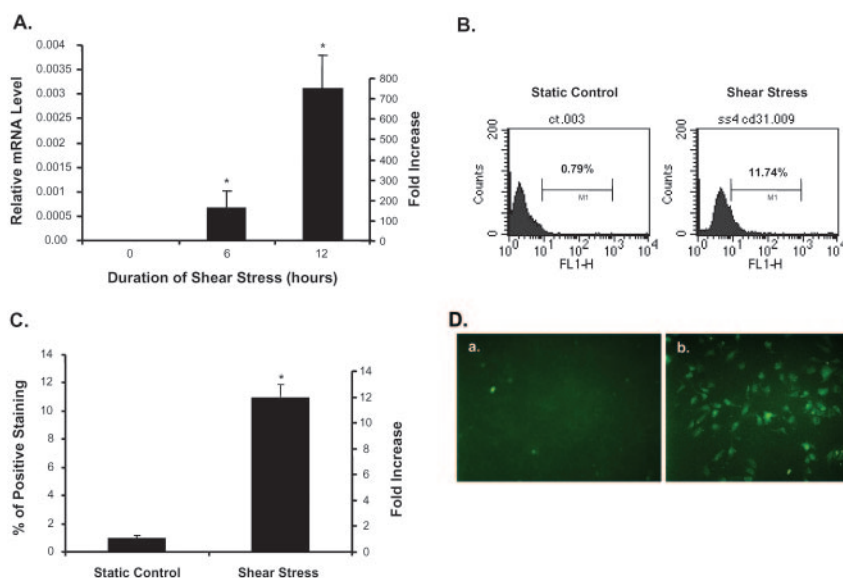 A.
Relative mRNA Level
0.004
0.0035
0.003
0.0025
0.002
0.0015
0.001
0.0005
0.00
*
*
800
700
600
500
400
300
200
100
Fold Increase
0
6
12
Duration of Shear Stress (hours)
B.
Static Control
ct.003
200
Counts
0
0.79%
M1
10^0 10^1 10^2 10^3 10^4
FL1-H
Shear Stress
ss4 cd31.009
200
Counts
0
11.74%
M1
10^0 10^1 10^2 10^3 10^4
FL1-H
C.
% of Positive Staining
14
12
10
8
6
4
2
0
*
14
12
10
8
6
4
2
0
Fold Increase
Static Control
Shear Stress
D.
a.
b.